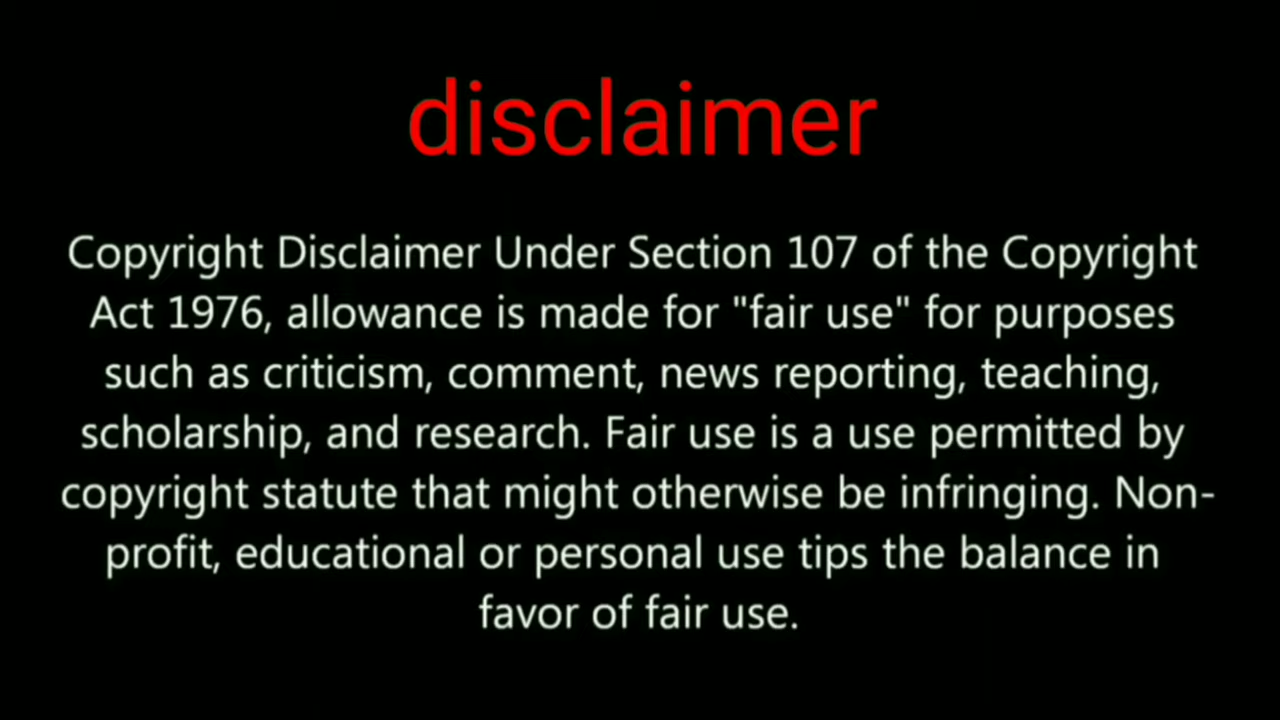 disclaimer
Copyright Disclaimer Under Section 107 of the Copyright
Act 1976, allowance is made for "fair use" for purposes
such as criticism, comment, news reporting, teaching,
scholarship, and research. Fair use is a use permitted by
copyright statute that might otherwise be infringing. Non-
profit, educational or personal use tips the balance in
favor of fair use.